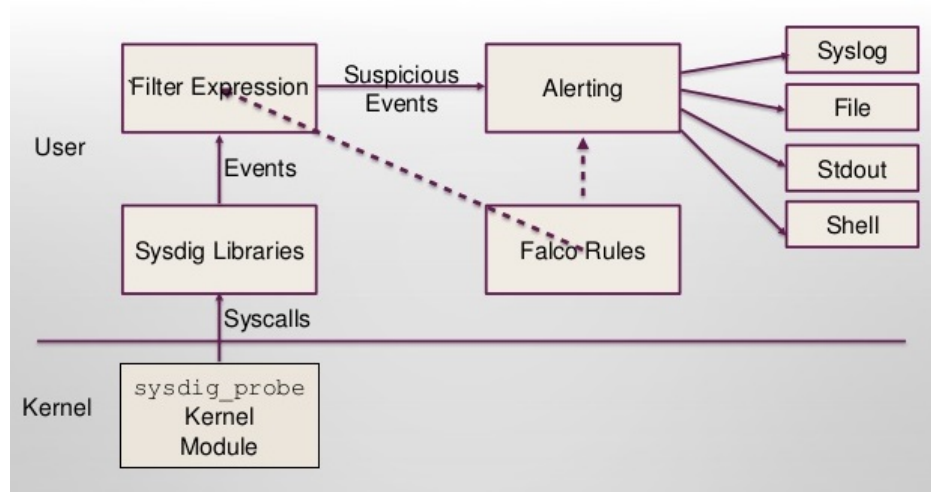 Syslog
Filter Expression
Suspicious
Events
Alerting
File
User
Events
Stdout
Sysdig Libraries
Falco Rules
Shell
Syscalls
Kernel
sysdig_probe
Kernel
Module